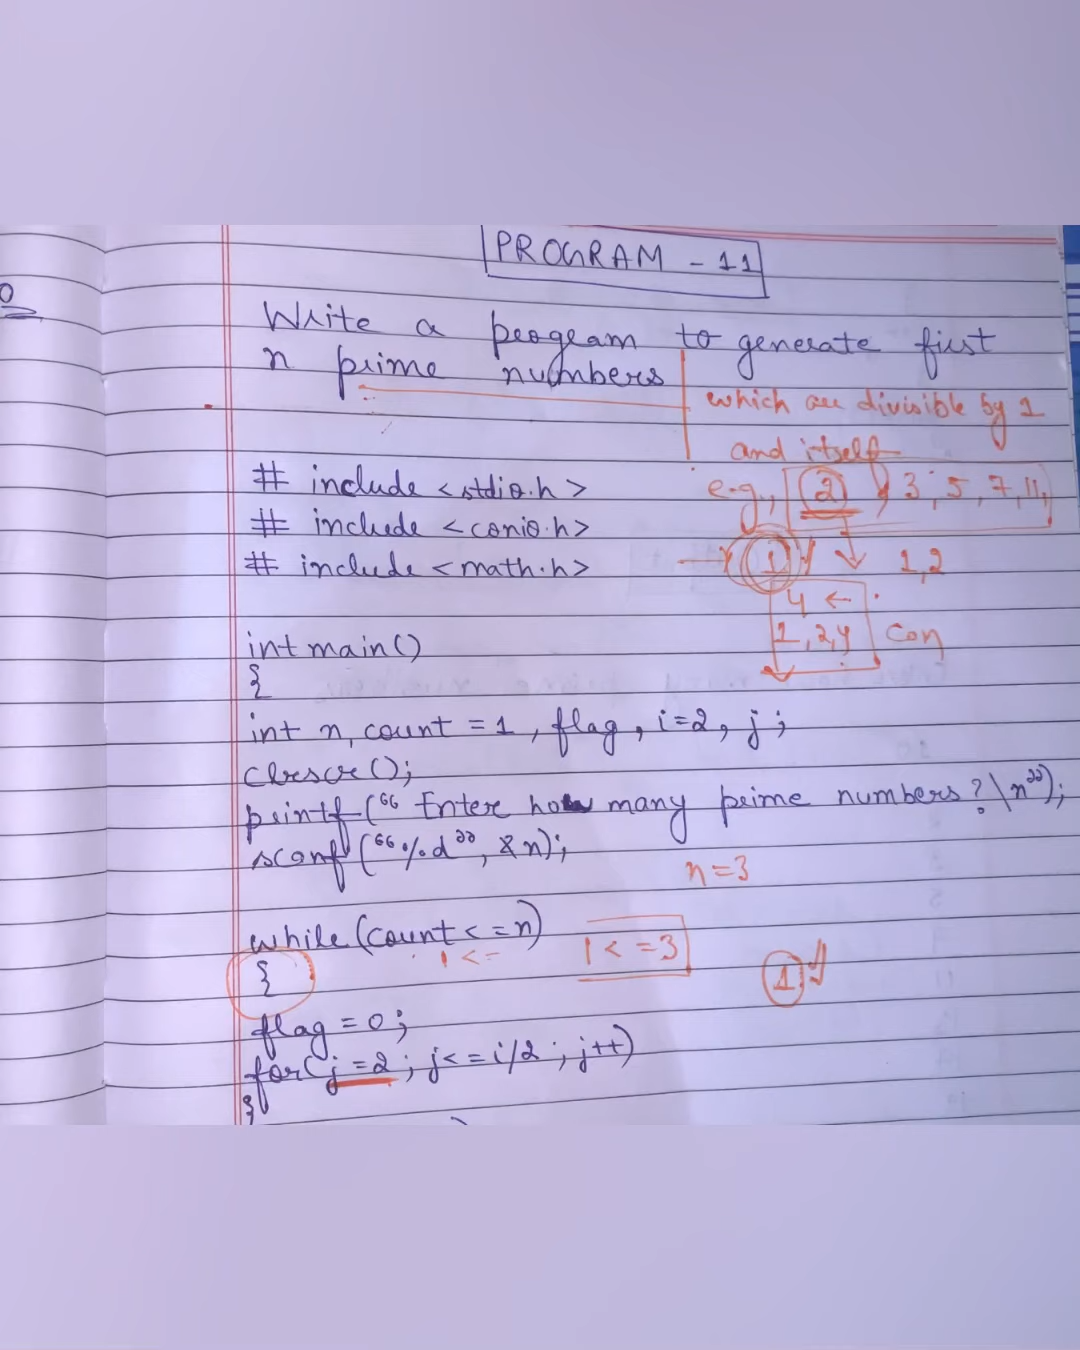 PROGRAM - 11
Write a program to generate first
n prime numbers
which are divisible by 1
and itself
# include <stdio.h>
e.g., 2, 3, 5, 7, 11,
# include <conio.h>
# include <math.h>
1
1,2
4 ←
1,2,4 con
int main()
{
int n, count = 1, flag, i=2, j;
clrscr();
printf(“Enter how many prime numbers?\n”);
scanf(“%d”, &n);
n=3
while(count<=n)
1 <=
1 <=3
{
1
flag = 0;
for(j=2; j<=i/2; j++)
{